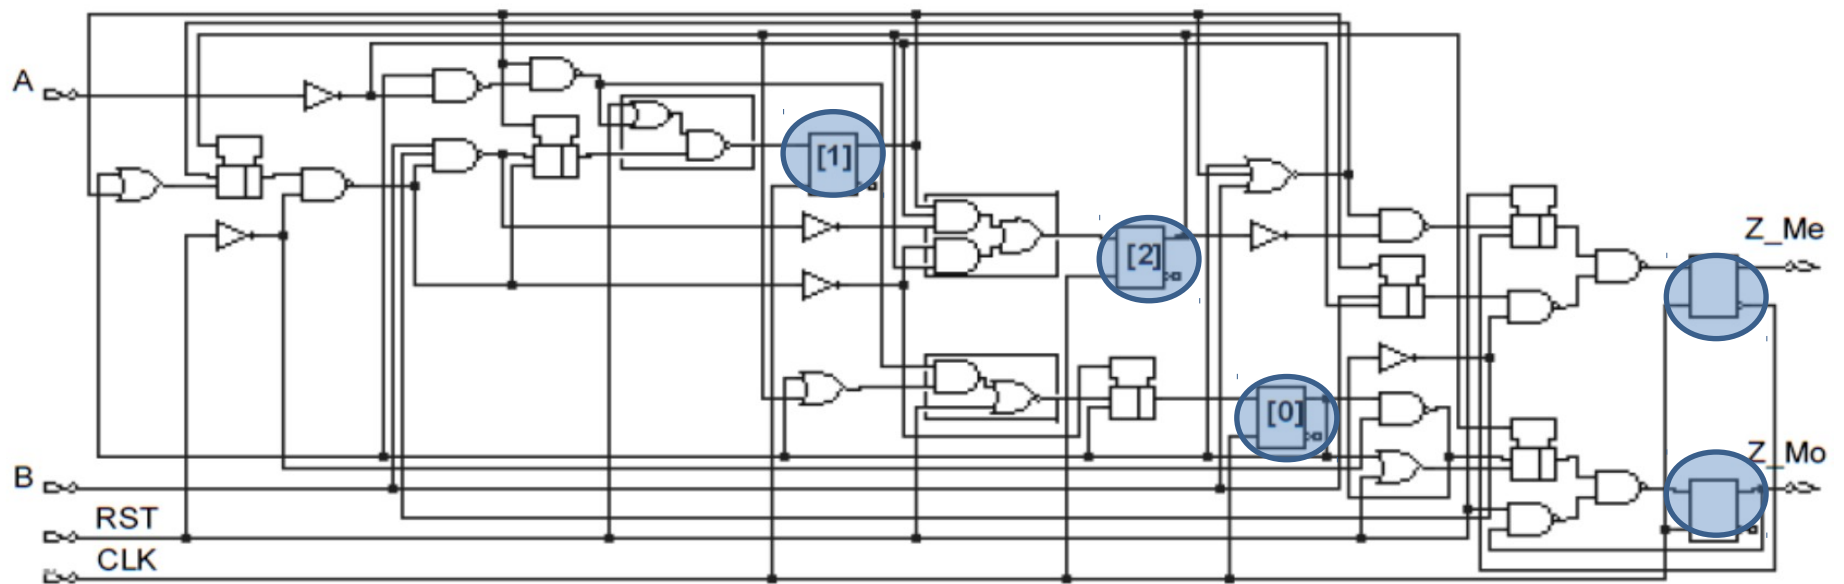 A
[1]
[2]
Z_Me
[0]
Z_Mo
B
RST
CLK